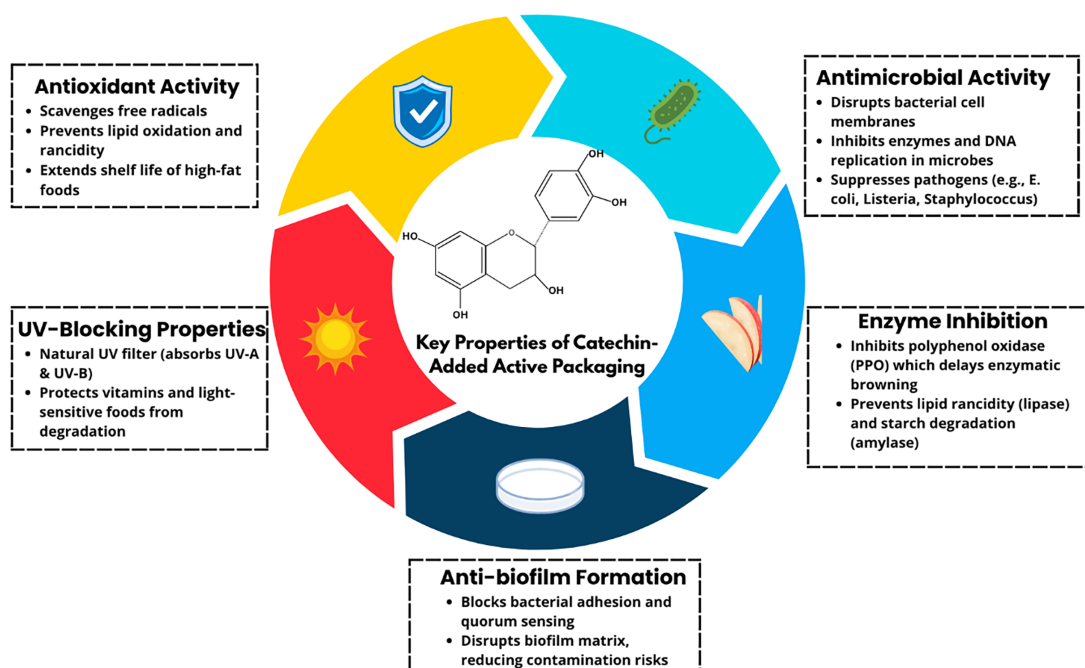 Antioxidant Activity
• Scavenges free radicals
• Prevents lipid oxidation and
rancidity
• Extends shelf life of high-fat
foods
Antimicrobial Activity
• Disrupts bacterial cell
membranes
• Inhibits enzymes and DNA
replication in microbes
• Suppresses pathogens (e.g., E.
coli, Listeria, Staphylococcus)
OH
OH
HO
O
OH
OH
Key Properties of Catechin-
Added Active Packaging
UV-Blocking Properties
• Natural UV filter (absorbs UV-A
& UV-B)
• Protects vitamins and light-
sensitive foods from
degradation
Enzyme Inhibition
• Inhibits polyphenol oxidase
(PPO) which delays enzymatic
browning
• Prevents lipid rancidity (lipase)
and starch degradation
(amylase)
Anti-biofilm Formation
• Blocks bacterial adhesion and
quorum sensing
• Disrupts biofilm matrix,
reducing contamination risks